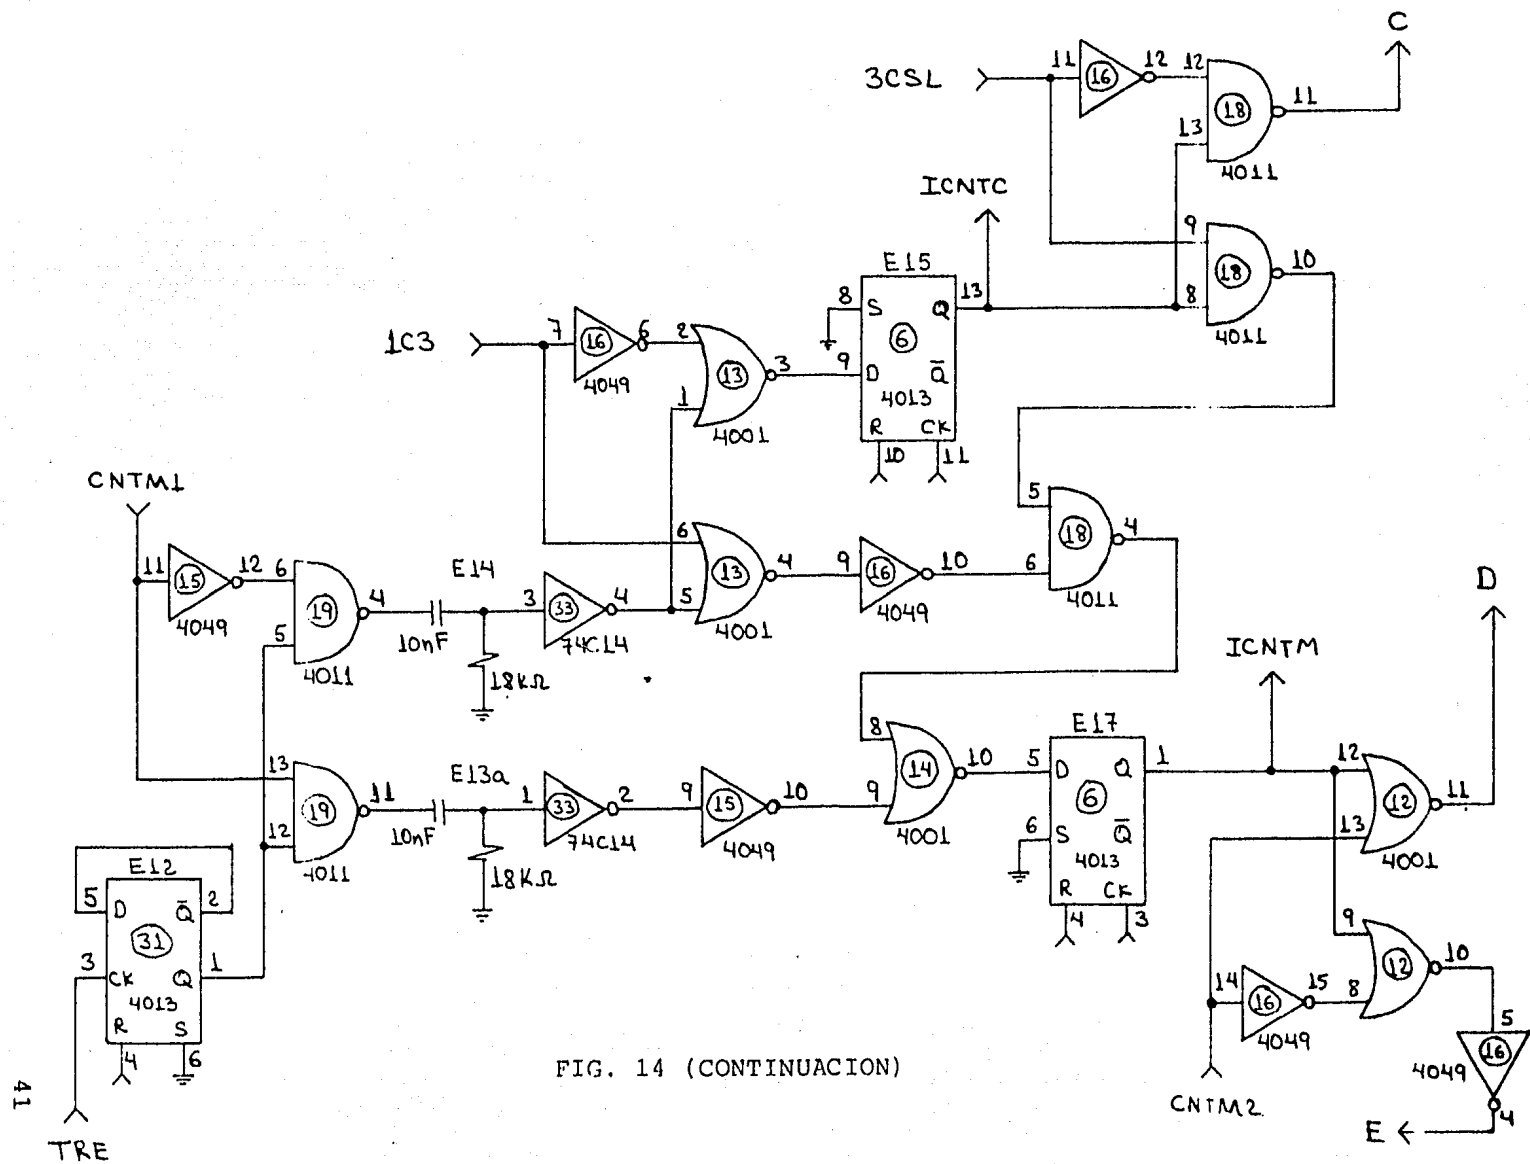 C
3CSL
11
16
12
12
18
11
13
4011
ICNTC
9
18
10
8
4011
E15
8
S
Q
13
6
9
D
Q̄
4013
R
CK
10
11
1C3
7
16
6
4049
2
13
3
1
4001
CNTM1
11
15
12
4049
6
19
4
5
4011
E14
10nF
18KΩ
3
33
4
74C14
6
13
4
5
4001
9
16
10
4049
5
18
4
6
4011
13
19
11
12
4011
E13a
10nF
18KΩ
1
33
2
74C14
9
15
10
4049
8
14
10
9
4001
E17
5
D
Q
1
6
6
S
Q̄
4013
R
CK
4
3
ICNTM
D
12
12
11
13
4001
9
12
10
8
14
16
15
4049
CNTM2
5
16
4049
4
E
E12
5
D
Q̄
2
31
3
CK
Q
1
4013
R
S
4
6
TRE
FIG. 14 (CONTINUACION)
41